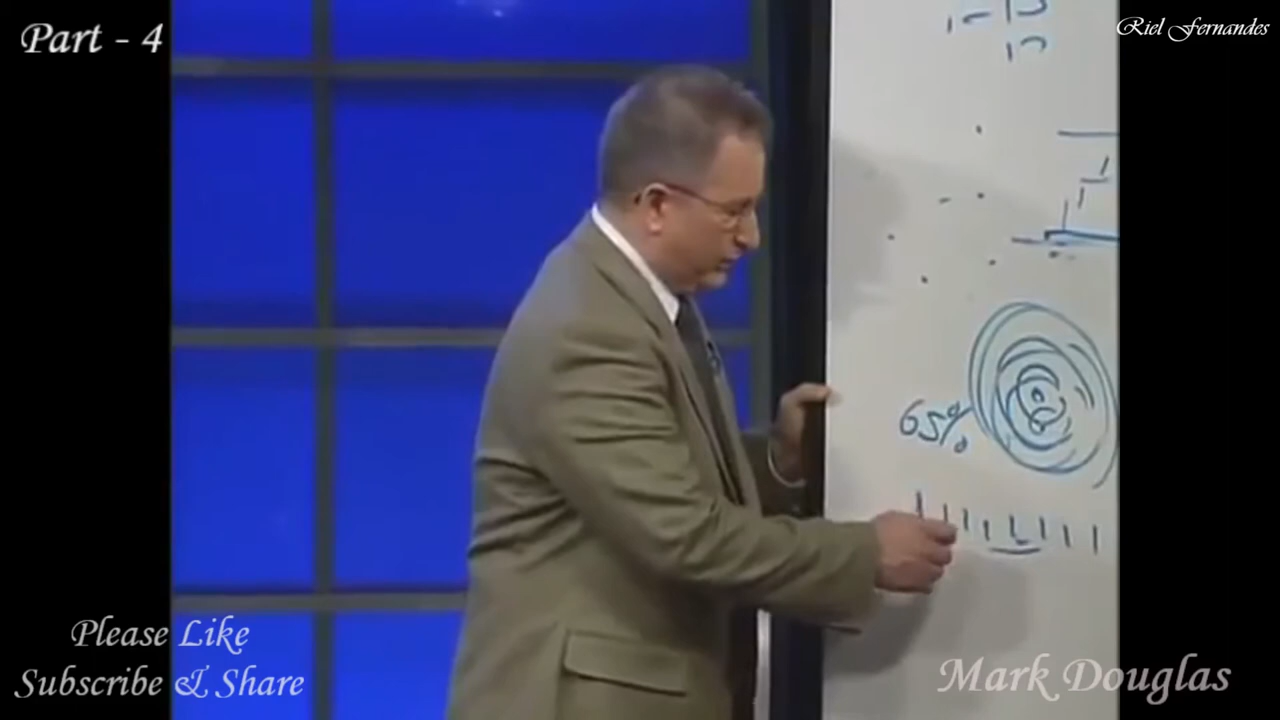 Part - 4
Riel Fernandes
65%
Please Like
Subscribe & Share
Mark Douglas